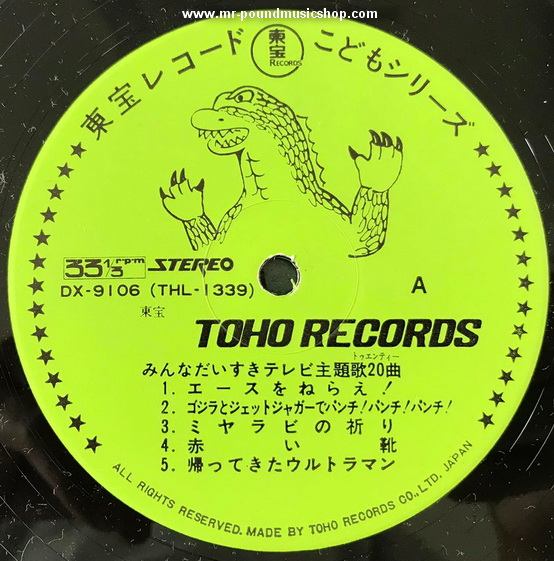 www.mr-poundmusicshop.com
東宝レコード
東宝
RECORDS
こどもシリーズ
33 1/3 rpm STEREO
DX-9106 (THL-1339)
A
東宝
TOHO RECORDS
トゥエンティー
みんなだいすきテレビ主題歌20曲
1. エースをねらえ!
2. ゴジラとジェットジャガーでパンチ!パンチ!パンチ!
3. ミヤラビの祈り
4. 赤い靴
5. 帰ってきたウルトラマン
ALL RIGHTS RESERVED. MADE BY TOHO RECORDS CO., LTD. JAPAN